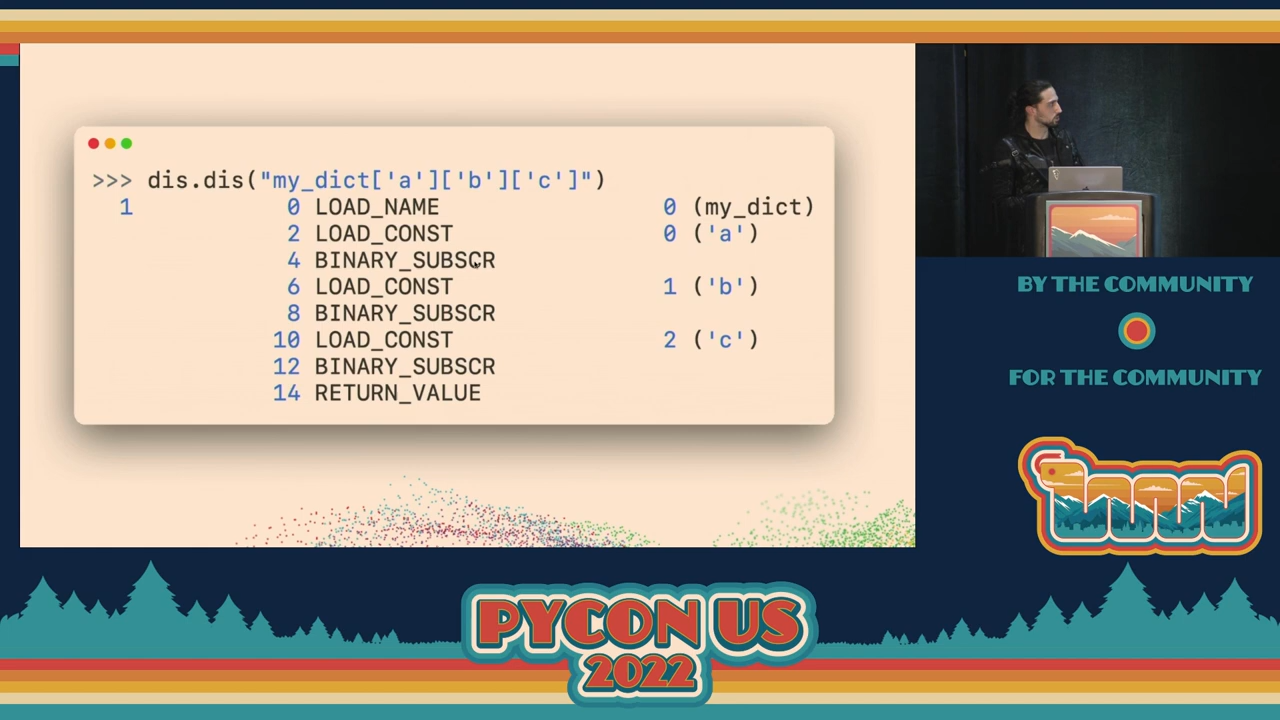 >>> dis.dis("my_dict['a']['b']['c']")
1 0 LOAD_NAME 0 (my_dict)
2 LOAD_CONST 0 ('a')
4 BINARY_SUBSCR
6 LOAD_CONST 1 ('b')
8 BINARY_SUBSCR
10 LOAD_CONST 2 ('c')
12 BINARY_SUBSCR
14 RETURN_VALUE
BY THE COMMUNITY
FOR THE COMMUNITY
PYCON US
2022